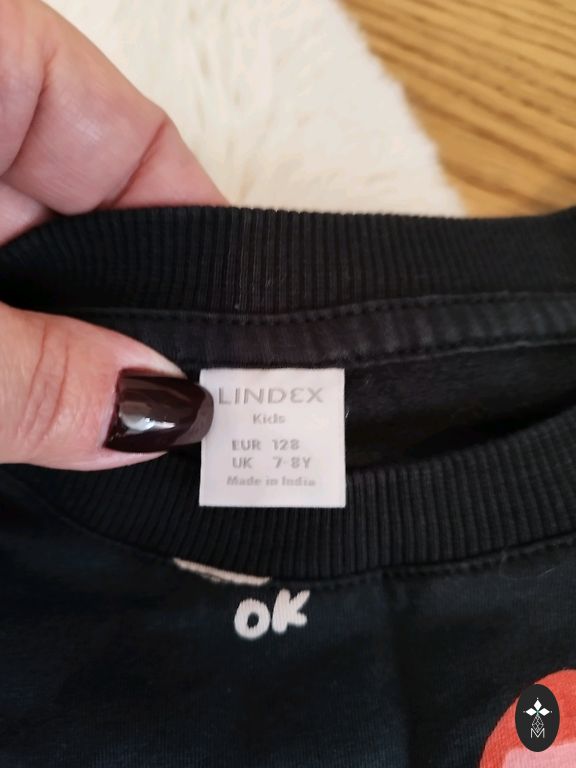 LINDEX
Kids
EUR 128
UK 7-8Y
Made in India
OK
M